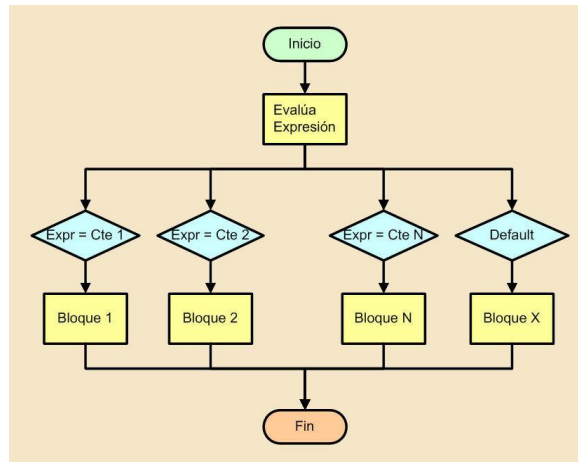 Inicio
Evalúa
Expresión
Expr = Cte 1
Expr = Cte 2
Expr = Cte N
Default
Bloque 1
Bloque 2
Bloque N
Bloque X
Fin